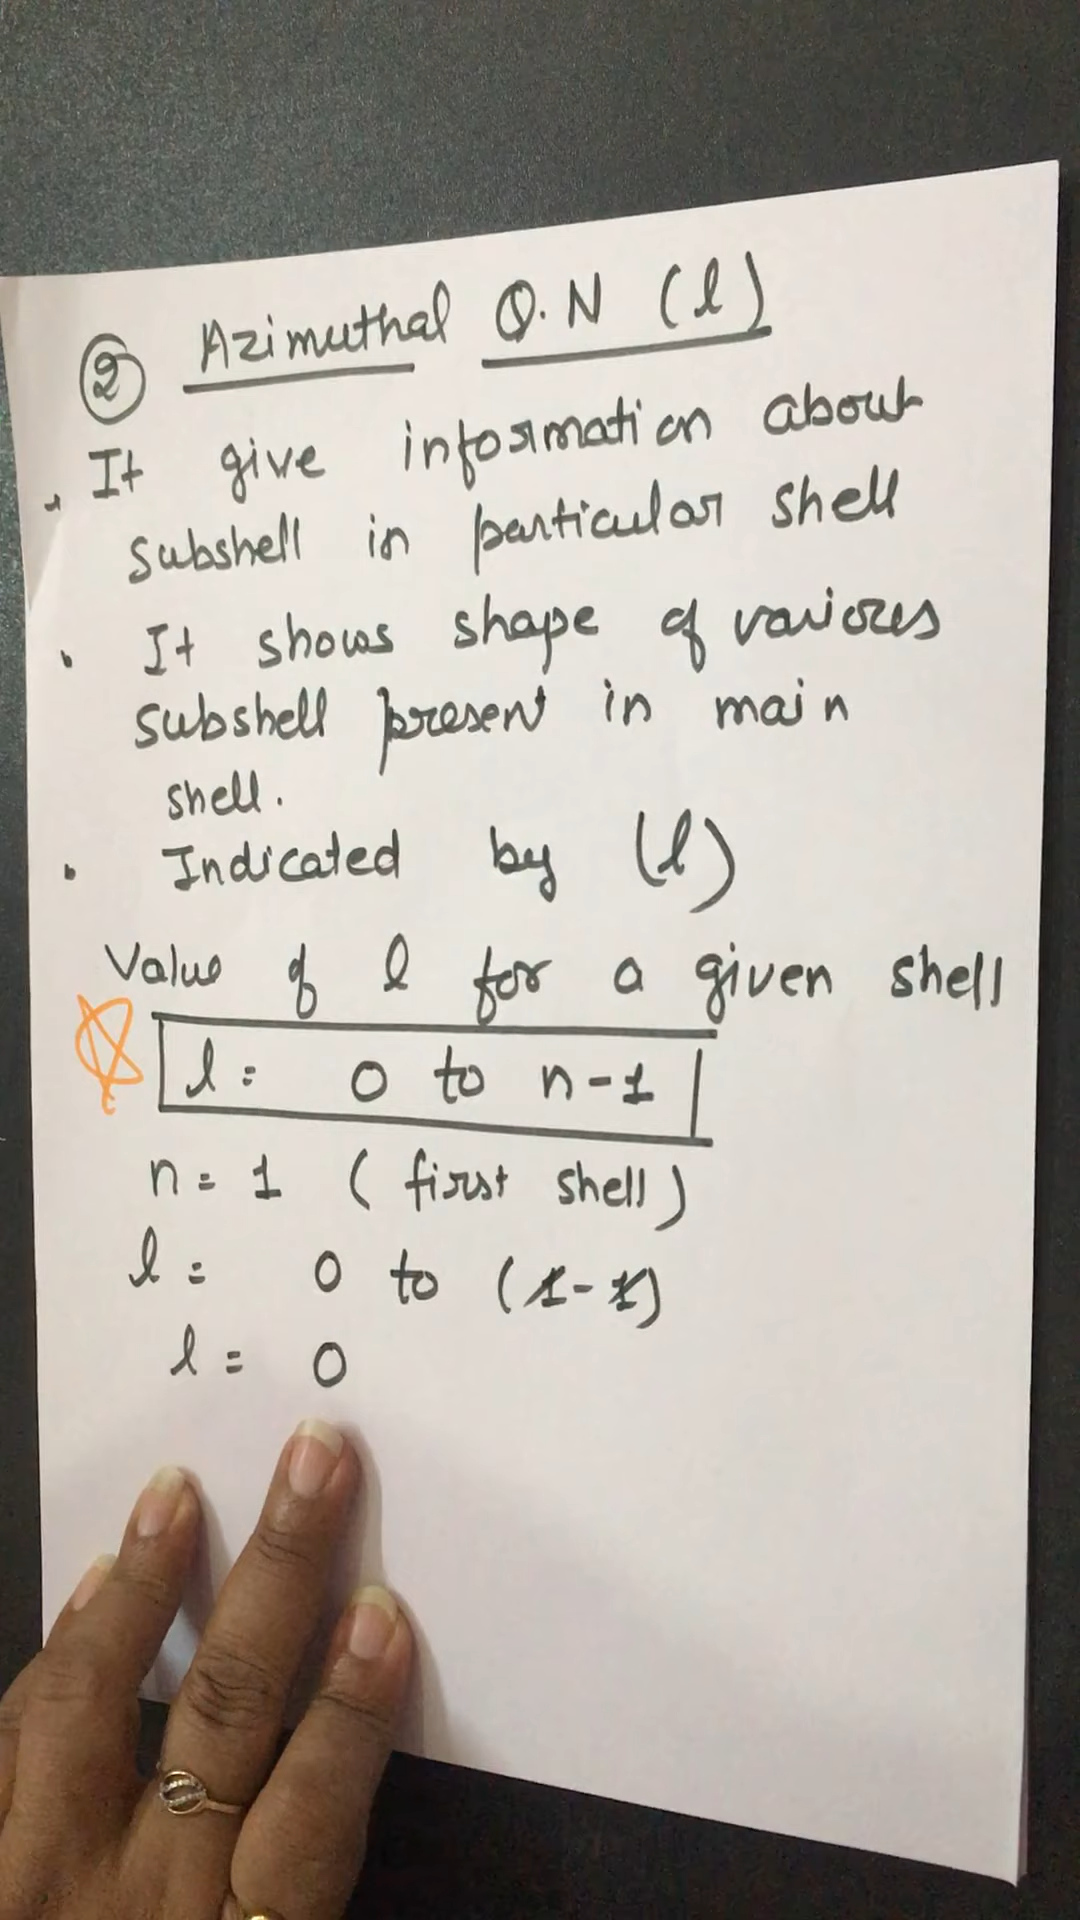 ② Azimuthal Q.N (l)
. It give information about
subshell in particular shell
. It shows shape of various
subshell present in main
shell.
. Indicated by (l)
Value of l for a given shell
l = 0 to n-1
n = 1 (first shell)
l = 0 to (1-1)
l = 0